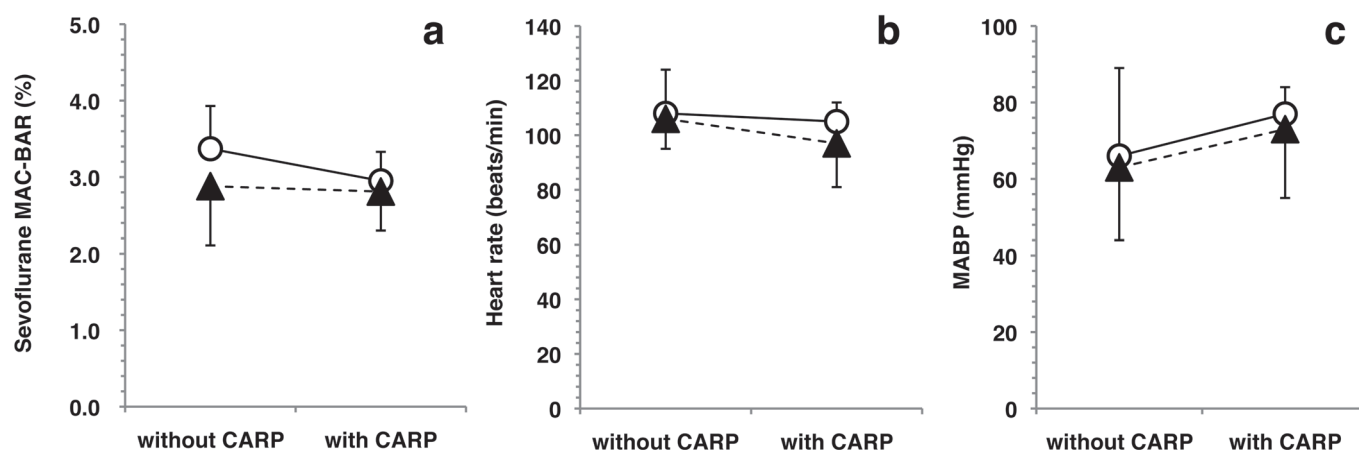 a
Sevoflurane MAC-BAR (%)
5.0
4.0
3.0
2.0
1.0
0.0
without CARP
with CARP
b
Heart rate (beats/min)
140
120
100
80
60
40
20
0
without CARP
with CARP
c
MABP (mmHg)
100
80
60
40
20
0
without CARP
with CARP